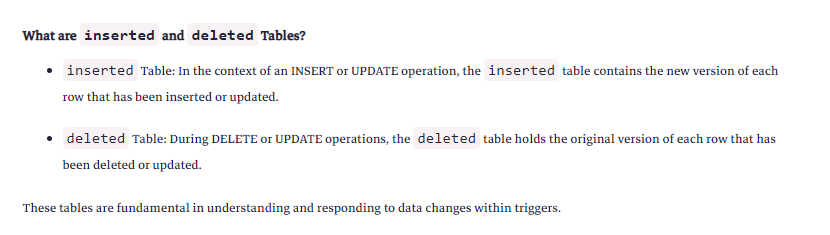 What are inserted and deleted Tables?
• inserted Table: In the context of an INSERT or UPDATE operation, the inserted table contains the new version of each
row that has been inserted or updated.
• deleted Table: During DELETE or UPDATE operations, the deleted table holds the original version of each row that has
been deleted or updated.
These tables are fundamental in understanding and responding to data changes within triggers.